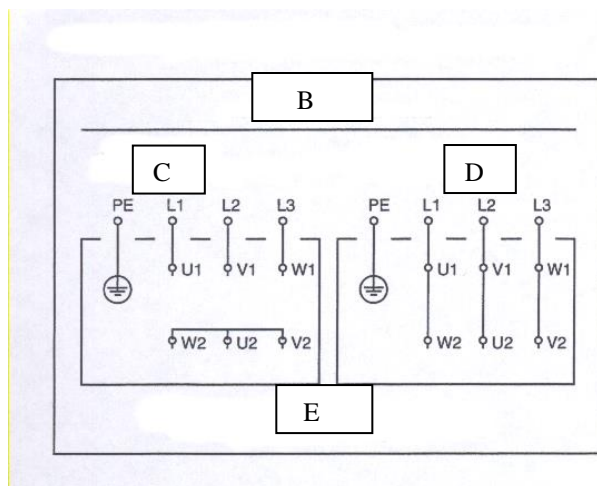 B
C D
PE L1 L2 L3 PE L1 L2 L3
U1 V1 W1 U1 V1 W1
W2 U2 V2 W2 U2 V2
E